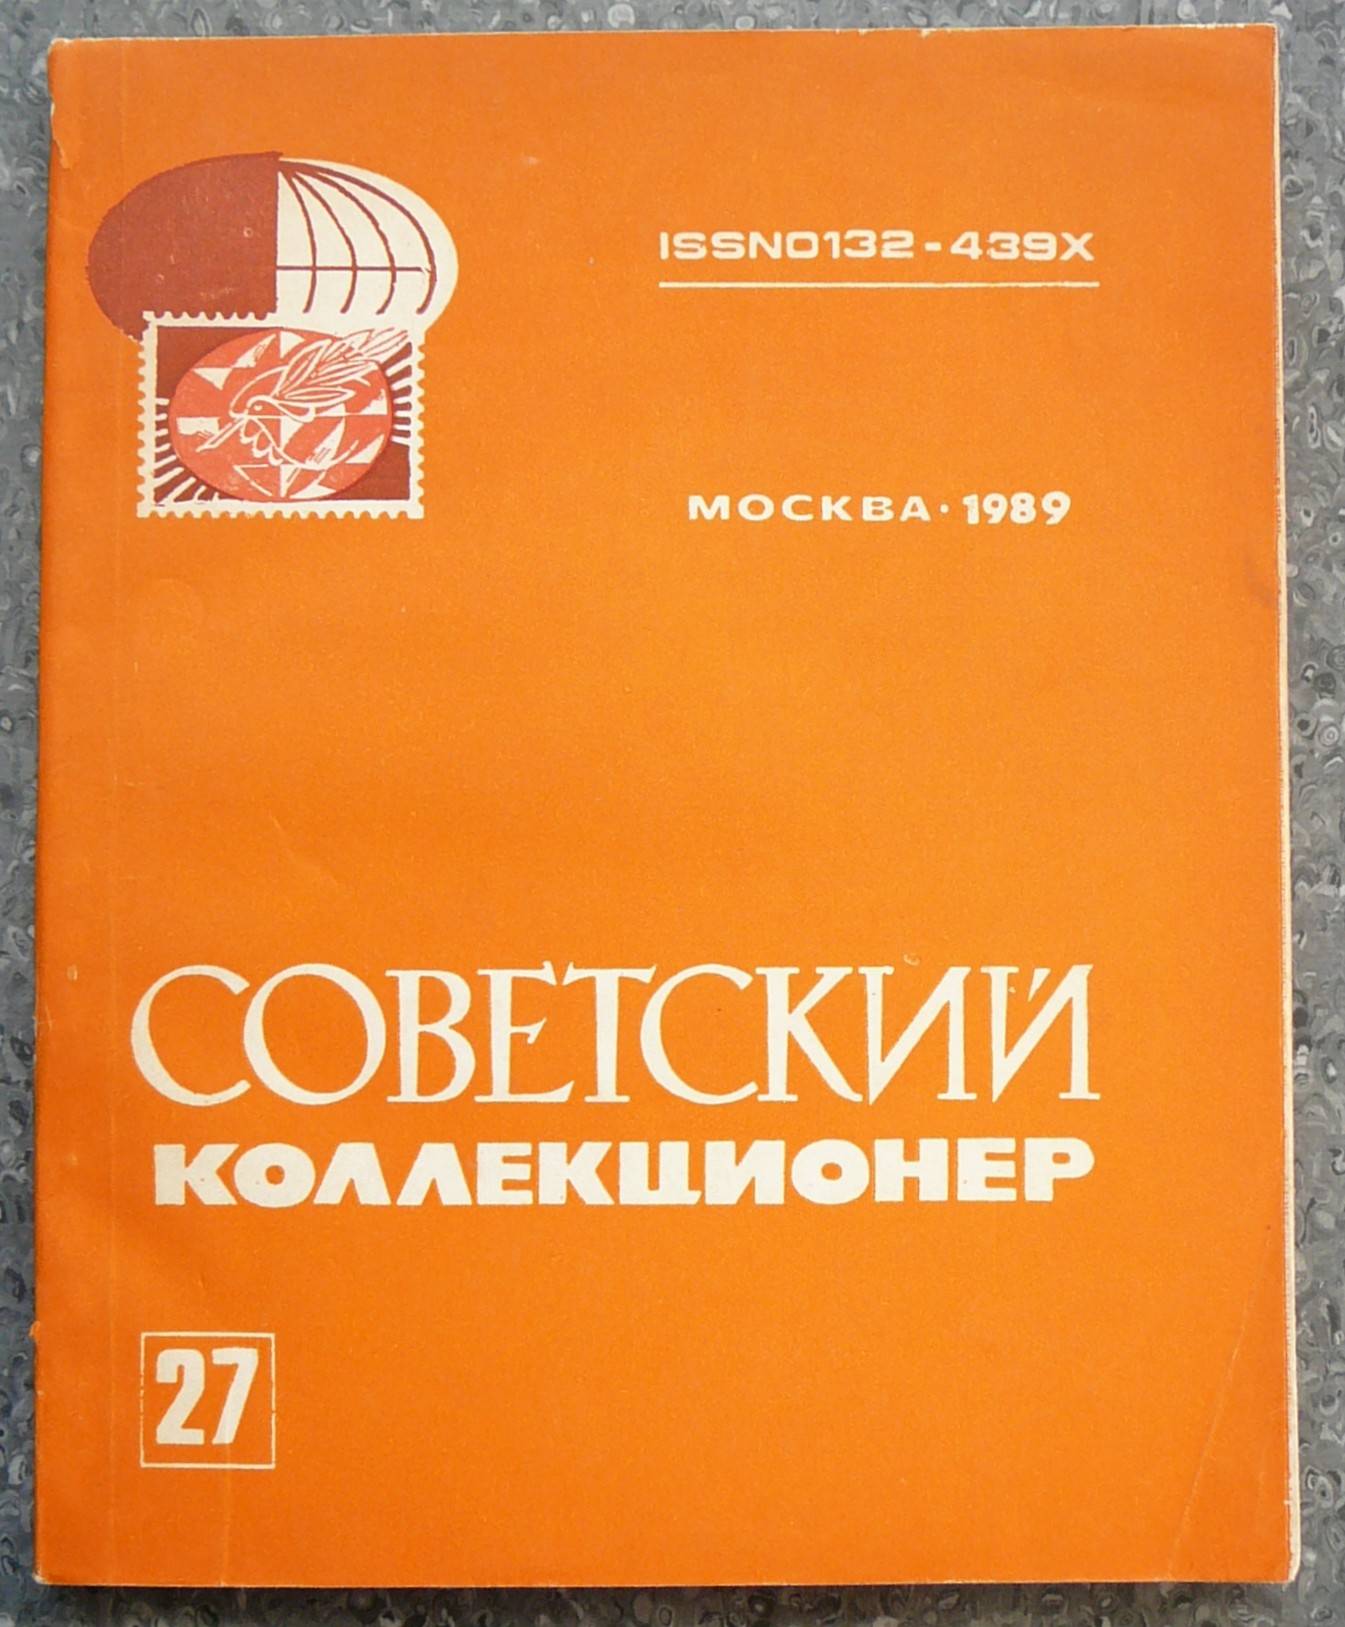 ISSN0132-439X
МОСКВА·1989
СОВЕТСКИЙ
КОЛЛЕКЦИОНЕР
27